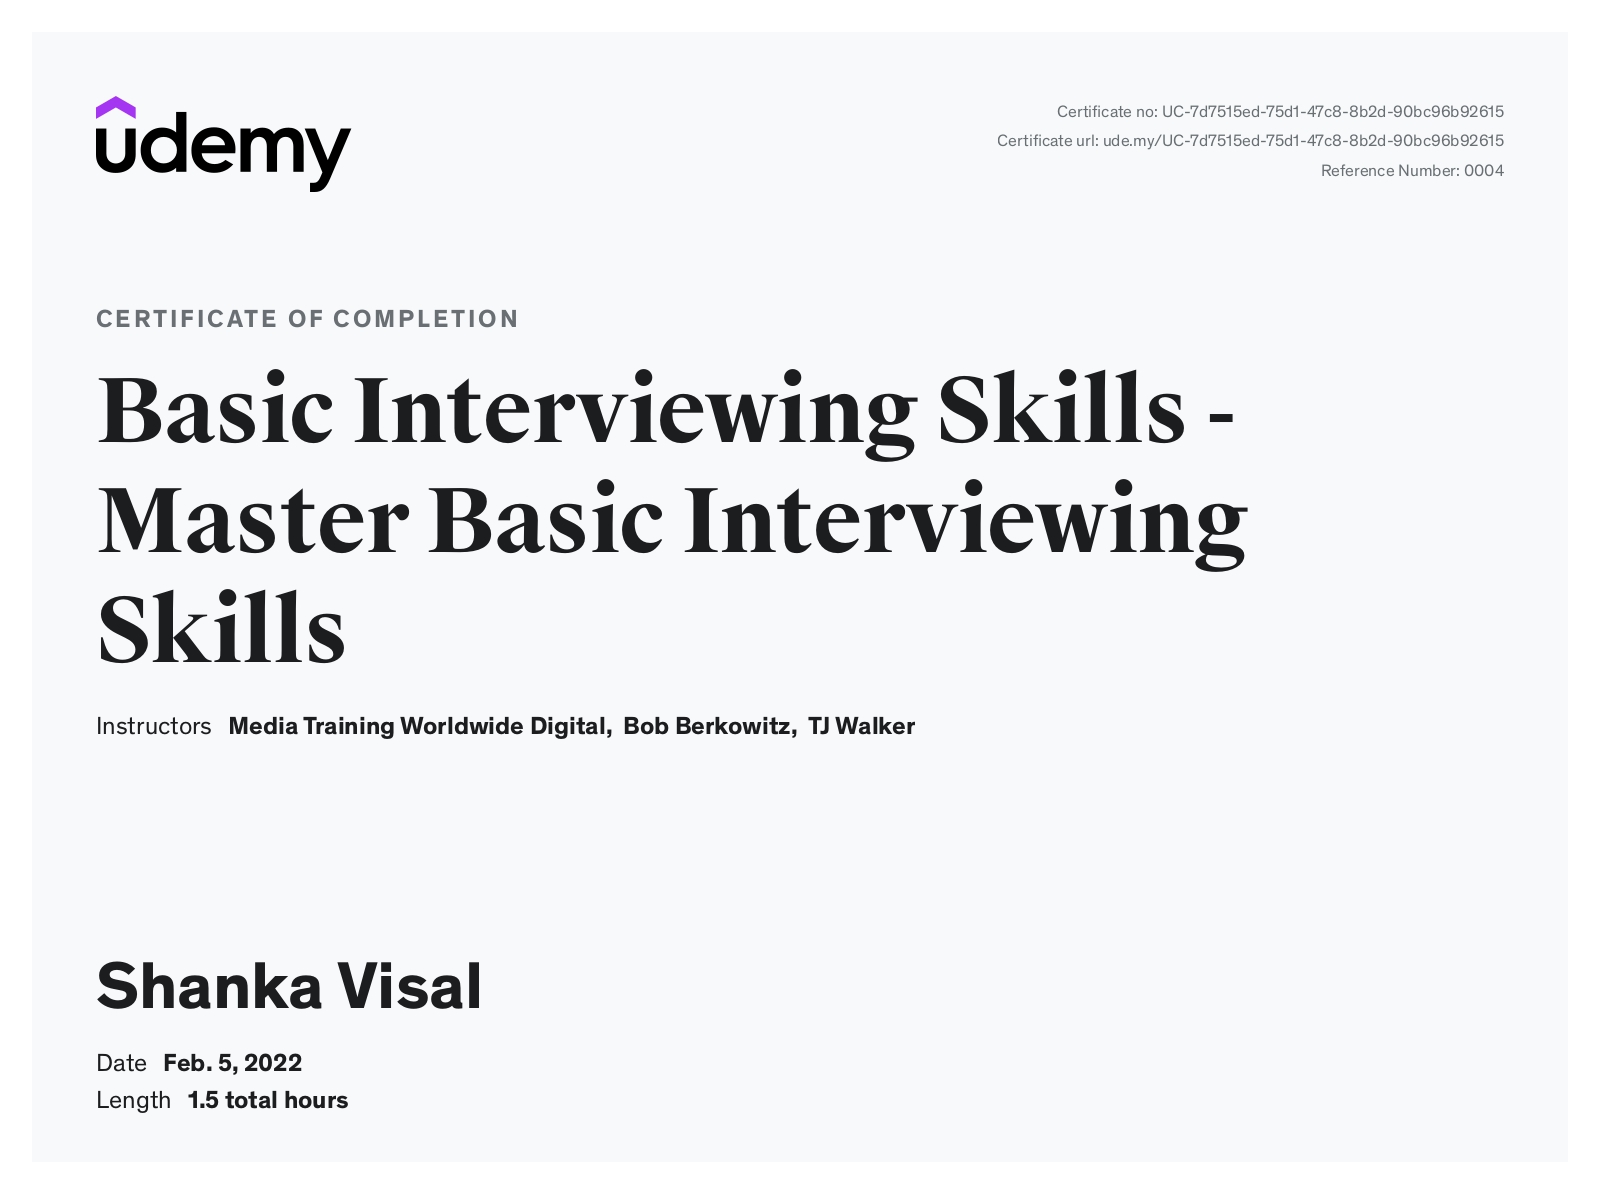 udemy
Certificate no: UC-7d7515ed-75d1-47c8-8b2d-90bc96b92615
Certificate url: ude.my/UC-7d7515ed-75d1-47c8-8b2d-90bc96b92615
Reference Number: 0004
CERTIFICATE OF COMPLETION
Basic Interviewing Skills -
Master Basic Interviewing
Skills
Instructors Media Training Worldwide Digital, Bob Berkowitz, TJ Walker
Shanka Visal
Date Feb. 5, 2022
Length 1.5 total hours